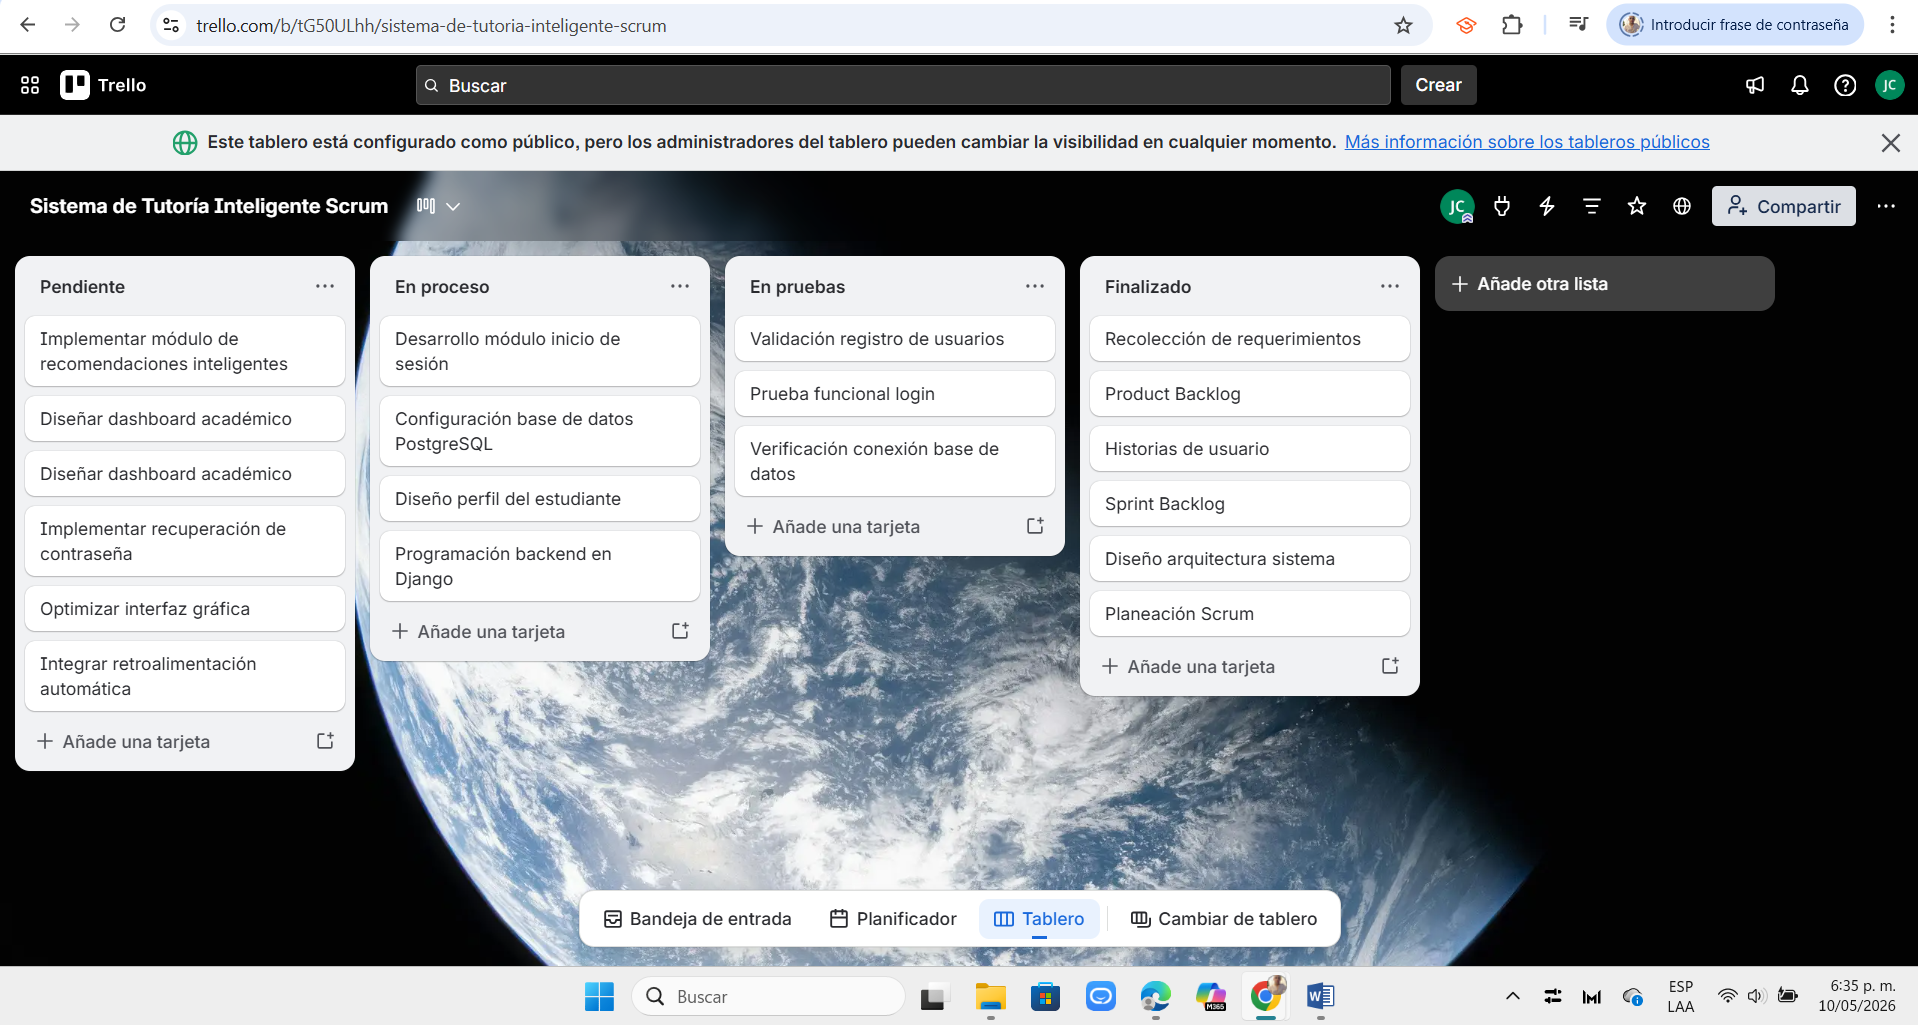 trello.com/b/tG50ULhh/sistema-de-tutoria-inteligente-scrum
Introducir frase de contraseña
Trello
Buscar
Crear
JC
Este tablero está configurado como público, pero los administradores del tablero pueden cambiar la visibilidad en cualquier momento. Más información sobre los tableros públicos
Sistema de Tutoría Inteligente Scrum
JC
Compartir
Pendiente
Implementar módulo de
recomendaciones inteligentes
Diseñar dashboard académico
Diseñar dashboard académico
Implementar recuperación de
contraseña
Optimizar interfaz gráfica
Integrar retroalimentación
automática
Añade una tarjeta
En proceso
Desarrollo módulo inicio de
sesión
Configuración base de datos
PostgreSQL
Diseño perfil del estudiante
Programación backend en
Django
Añade una tarjeta
En pruebas
Validación registro de usuarios
Prueba funcional login
Verificación conexión base de
datos
Añade una tarjeta
Finalizado
Recolección de requerimientos
Product Backlog
Historias de usuario
Sprint Backlog
Diseño arquitectura sistema
Planeación Scrum
Añade una tarjeta
Añade otra lista
Bandeja de entrada
Planificador
Tablero
Cambiar de tablero
Buscar
M365
W
ESP
LAA
6:35 p. m.
10/05/2026